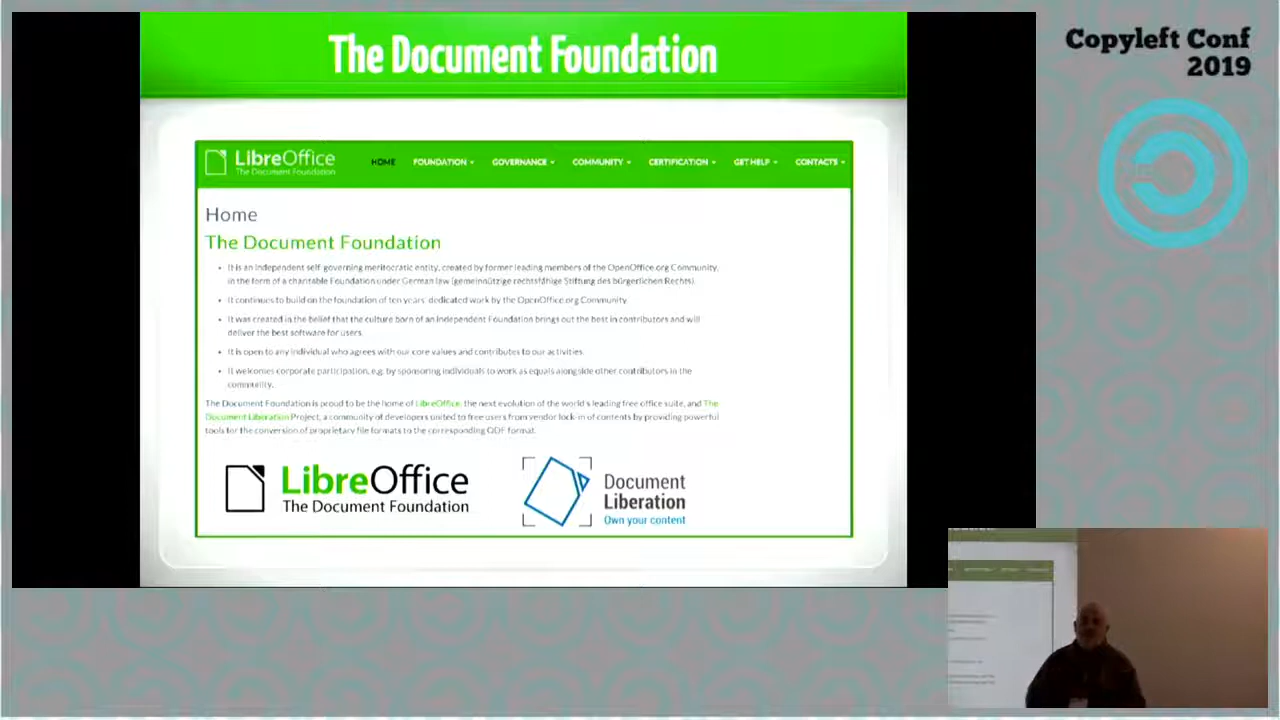 The Document Foundation
Copyleft Conf
2019
LibreOffice
The Document Foundation
HOME FOUNDATION GOVERNANCE COMMUNITY CERTIFICATION GET HELP CONTACTS
Home
The Document Foundation
It is an independent self-governing meritocratic entity, created by former leading members of the OpenOffice.org Community,
in the form of a charitable Foundation under German law (gemeinnützige rechtsfähige Stiftung des bürgerlichen Rechts).
It continues to build on the foundation of ten years' dedicated work by the OpenOffice.org Community.
It was created in the belief that the culture born of an independent Foundation brings out the best in contributors and will
deliver the best software for users.
It is open to any individual who agrees with our core values and contributes to our activities.
It welcomes corporate participation, e.g. by sponsoring individuals to work as equals alongside other contributors in the
community.
The Document Foundation is proud to be the home of LibreOffice, the next evolution of the world's leading free office suite, and The
Document Liberation Project, a community of developers united to free users from vendor lock-in of contents by providing powerful
tools for the conversion of proprietary file formats to the corresponding ODF format.
LibreOffice
The Document Foundation
Document
Liberation
Own your content